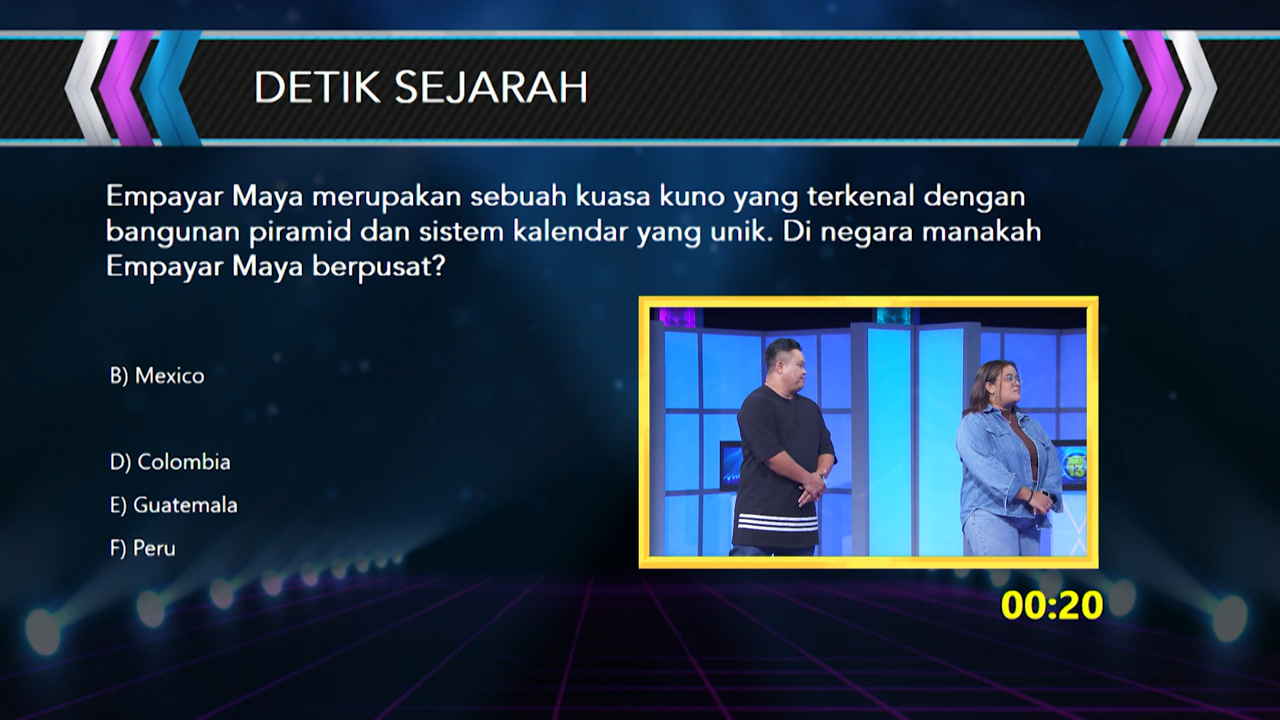 DETIK SEJARAH
Empayar Maya merupakan sebuah kuasa kuno yang terkenal dengan
bangunan piramid dan sistem kalendar yang unik. Di negara manakah
Empayar Maya berpusat?
B) Mexico
D) Colombia
E) Guatemala
F) Peru
13
00:20